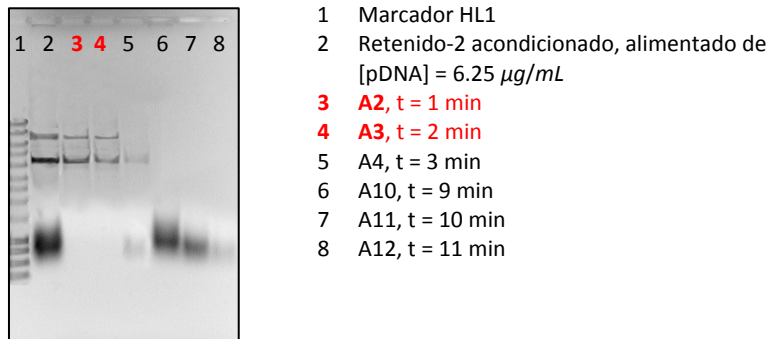 1 2 3 4 5 6 7 8
1 Marcador HL1
2 Retenido-2 acondicionado, alimentado de
[pDNA] = 6.25 µg/mL
3 A2, t = 1 min
4 A3, t = 2 min
5 A4, t = 3 min
6 A10, t = 9 min
7 A11, t = 10 min
8 A12, t = 11 min